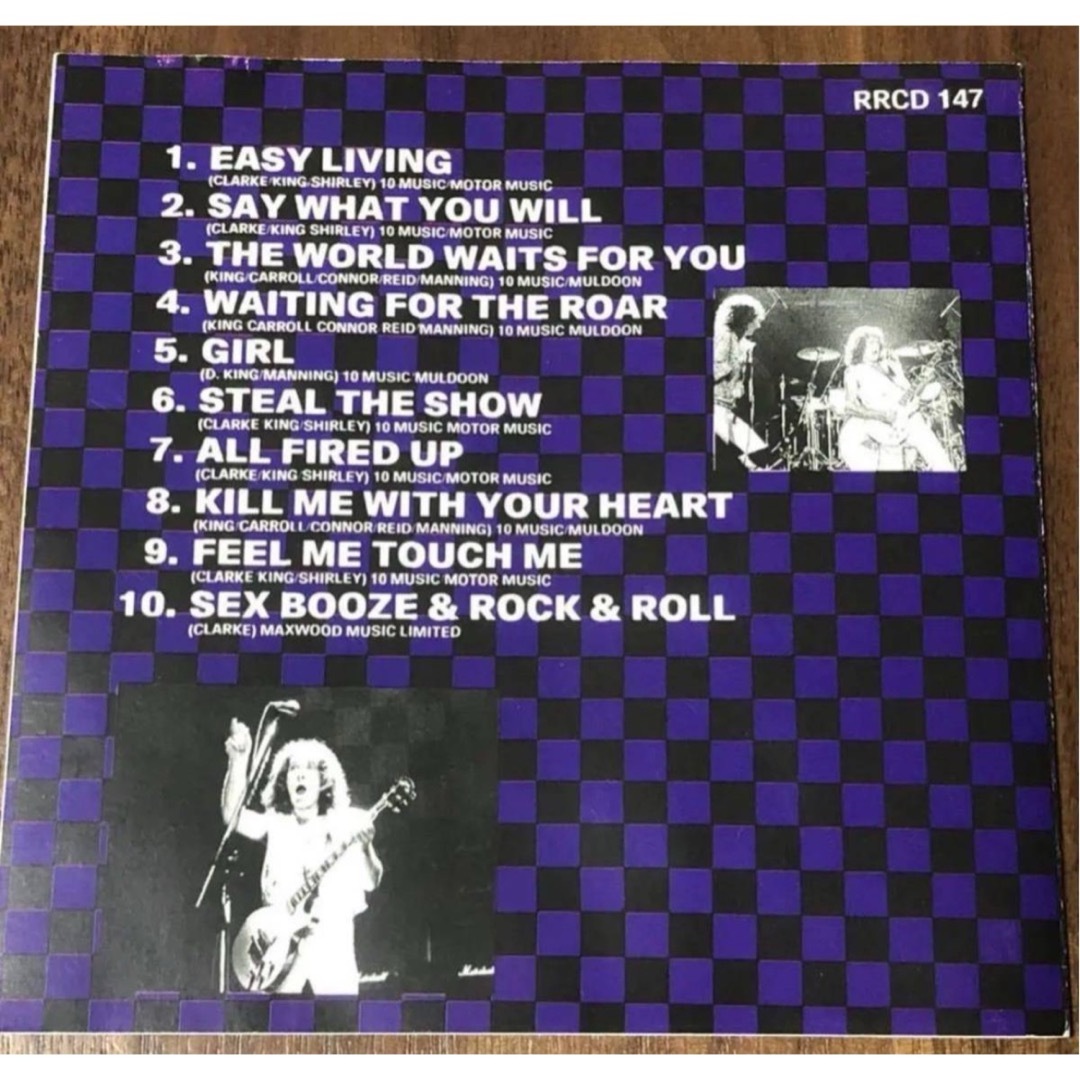 RRCD 147
1. EASY LIVING
(CLARKE/KING/SHIRLEY) 10 MUSIC/MOTOR MUSIC
2. SAY WHAT YOU WILL
(CLARKE/KING SHIRLEY) 10 MUSIC/MOTOR MUSIC
3. THE WORLD WAITS FOR YOU
(KING/CARROLL/CONNOR/REID/MANNING) 10 MUSIC/MULDOON
4. WAITING FOR THE ROAR
(KING CARROLL CONNOR REID/MANNING) 10 MUSIC MULDOON
5. GIRL
(D. KING/MANNING) 10 MUSIC/MULDOON
6. STEAL THE SHOW
(CLARKE KING/SHIRLEY) 10 MUSIC MOTOR MUSIC
7. ALL FIRED UP
(CLARKE/KING SHIRLEY) 10 MUSIC/MOTOR MUSIC
8. KILL ME WITH YOUR HEART
(KING/CARROLL/CONNOR/REID/MANNING) 10 MUSIC/MULDOON
9. FEEL ME TOUCH ME
(CLARKE KING/SHIRLEY) 10 MUSIC MOTOR MUSIC
10. SEX BOOZE & ROCK & ROLL
(CLARKE) MAXWOOD MUSIC LIMITED
Marshall
Marshall